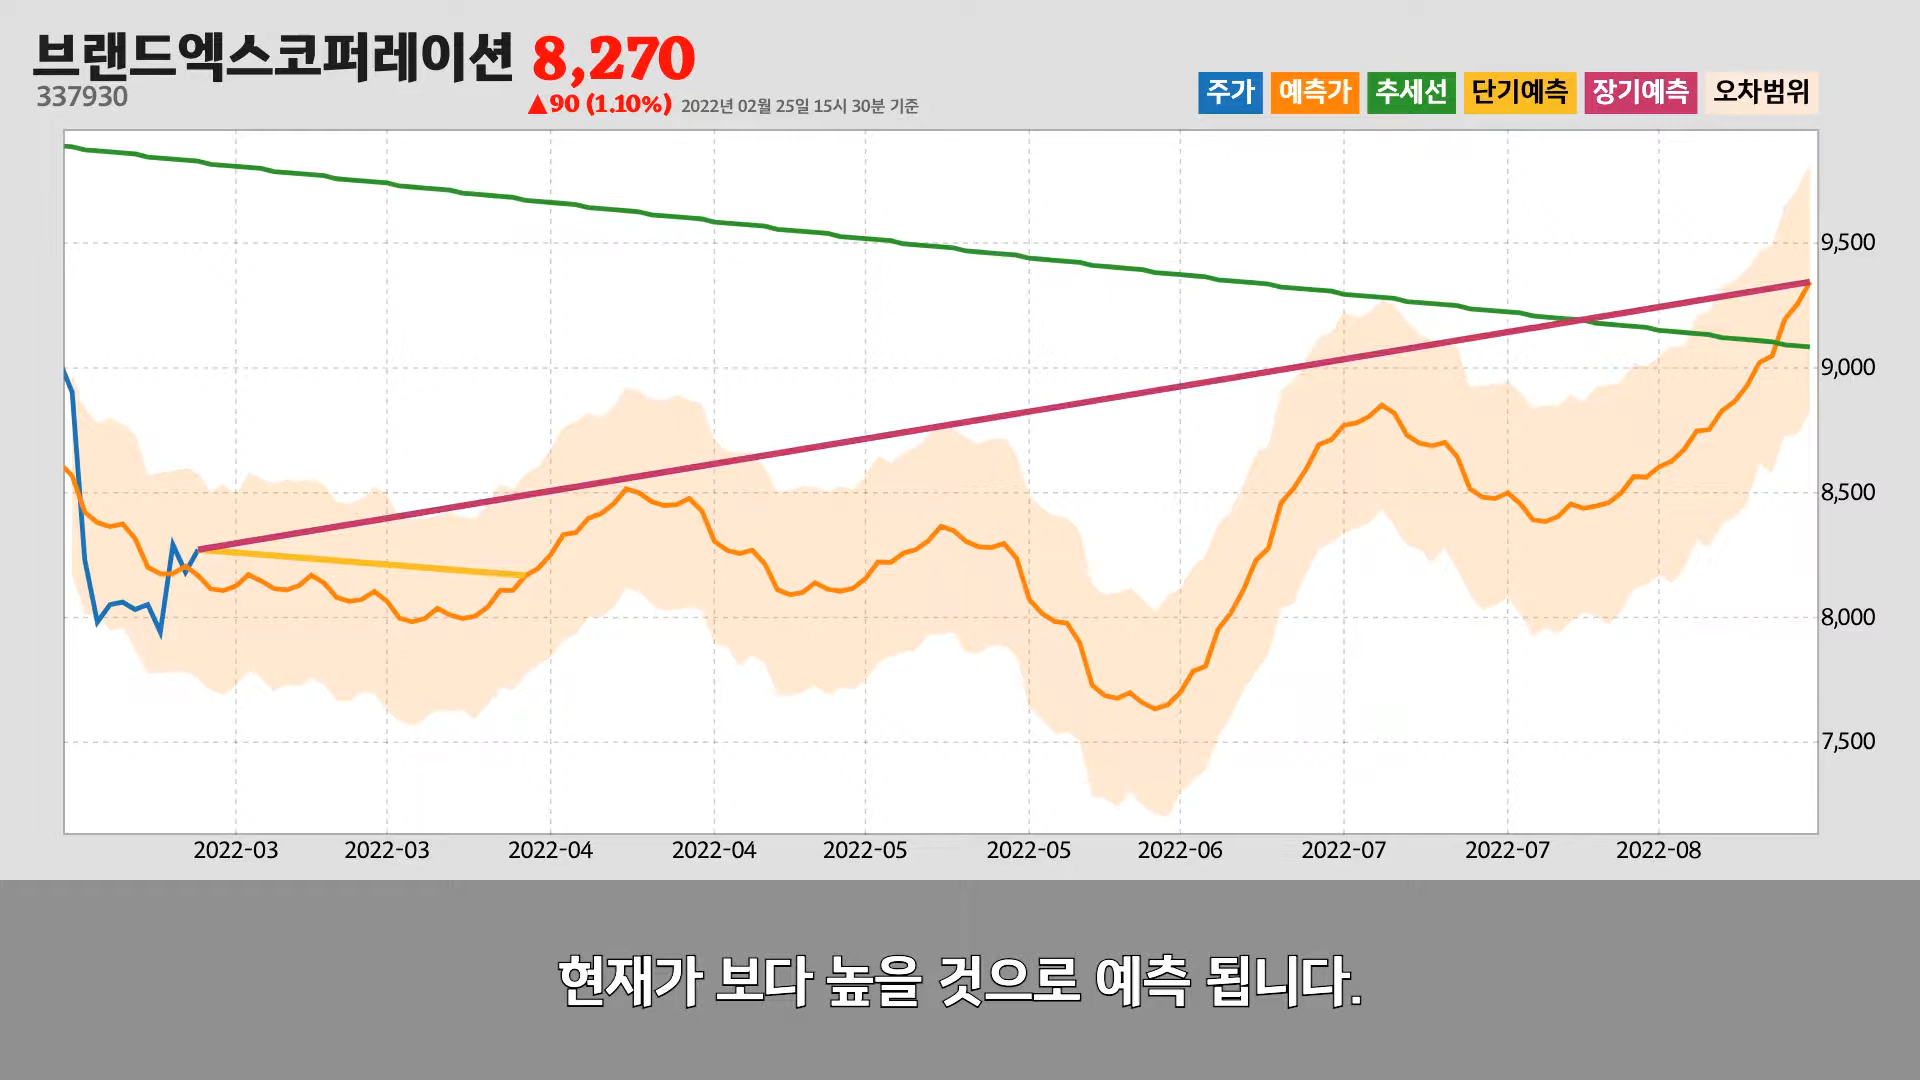 브랜드엑스코퍼레이션 8,270
337930
▲90 (1.10%) 2022년 02월 25일 15시 30분 기준
주가 예측가 추세선 단기예측 장기예측 오차범위
9,500
9,000
8,500
8,000
7,500
2022-03 2022-03 2022-04 2022-04 2022-05 2022-05 2022-06 2022-07 2022-07 2022-08
현재가 보다 높을 것으로 예측 됩니다.